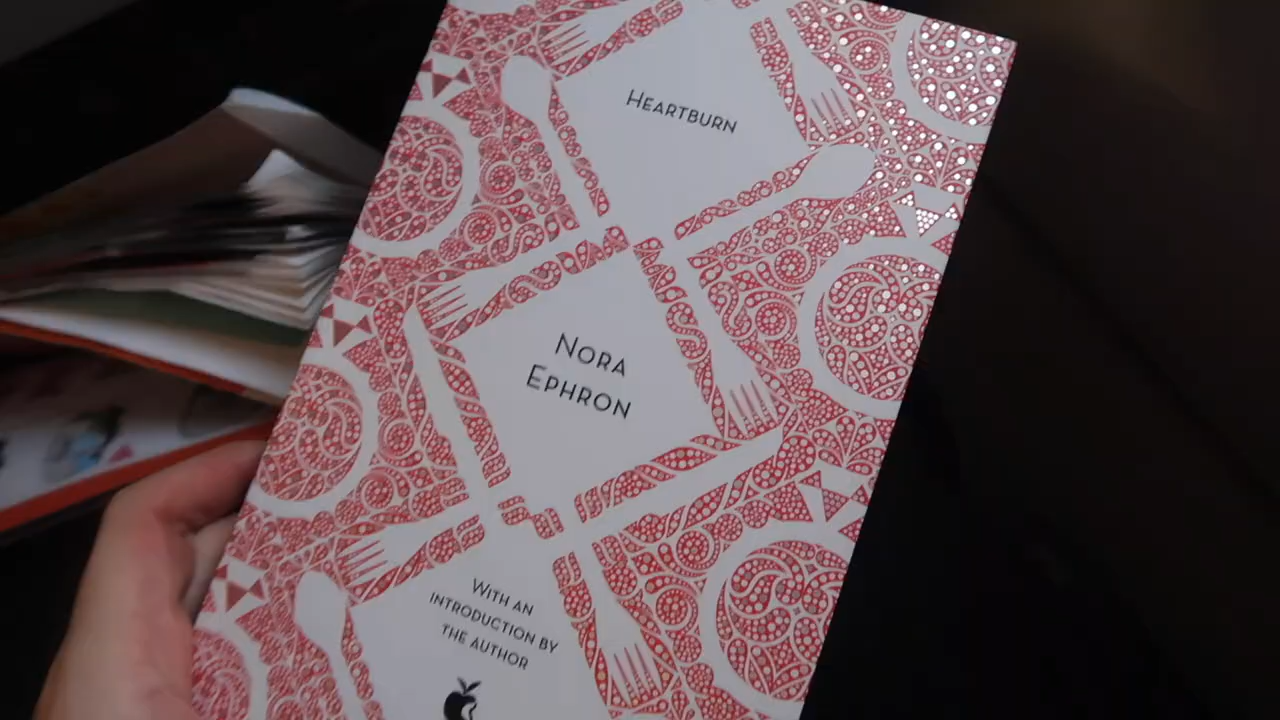 Heartburn
Nora
Ephron
With an
introduction by
the author